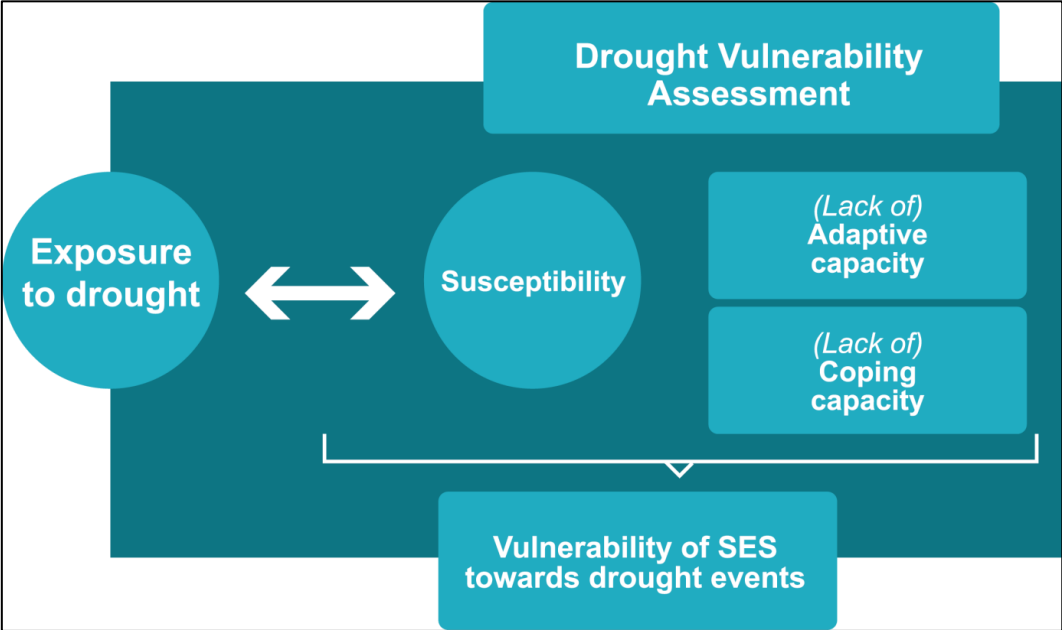 Drought Vulnerability
Assessment
Exposure
to drought
Susceptibility
(Lack of)
Adaptive
capacity
(Lack of)
Coping
capacity
Vulnerability of SES
towards drought events